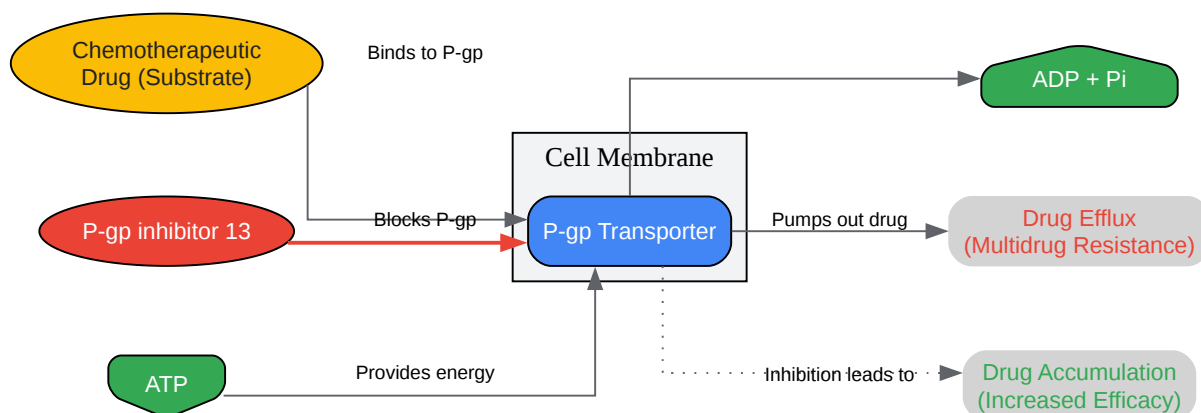 Chemotherapeutic
Drug (Substrate)
Binds to P-gp
ADP + Pi
Cell Membrane
P-gp inhibitor 13
Blocks P-gp
P-gp Transporter
Pumps out drug
Drug Efflux
(Multidrug Resistance)
ATP
Provides energy
Inhibition leads to
Drug Accumulation
(Increased Efficacy)